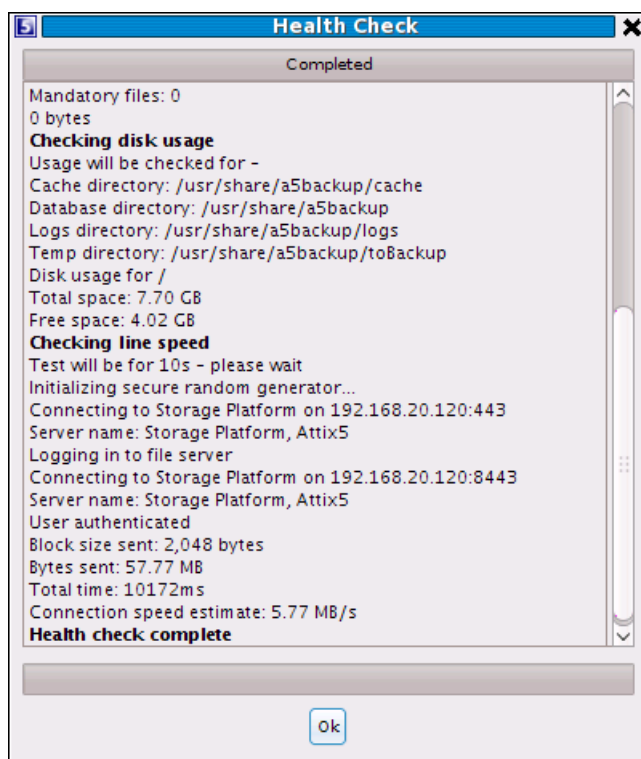 5 Health Check
Completed
Mandatory files: 0
0 bytes
Checking disk usage
Usage will be checked for -
Cache directory: /usr/share/a5backup/cache
Database directory: /usr/share/a5backup
Logs directory: /usr/share/a5backup/logs
Temp directory: /usr/share/a5backup/toBackup
Disk usage for /
Total space: 7.70 GB
Free space: 4.02 GB
Checking line speed
Test will be for 10s - please wait
Initializing secure random generator...
Connecting to Storage Platform on 192.168.20.120:443
Server name: Storage Platform, Attix5
Logging in to file server
Connecting to Storage Platform on 192.168.20.120:8443
Server name: Storage Platform, Attix5
User authenticated
Block size sent: 2,048 bytes
Bytes sent: 57.77 MB
Total time: 10172ms
Connection speed estimate: 5.77 MB/s
Health check complete
Ok